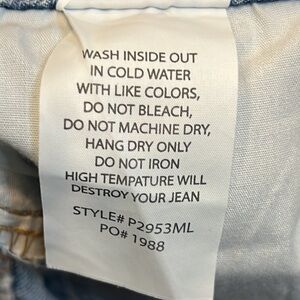 WASH INSIDE OUT
IN COLD WATER
WITH LIKE COLORS,
DO NOT BLEACH,
DO NOT MACHINE DRY,
HANG DRY ONLY
DO NOT IRON
HIGH TEMPATURE WILL
DESTROY YOUR JEAN
STYLE# P2953ML
PO# 1988